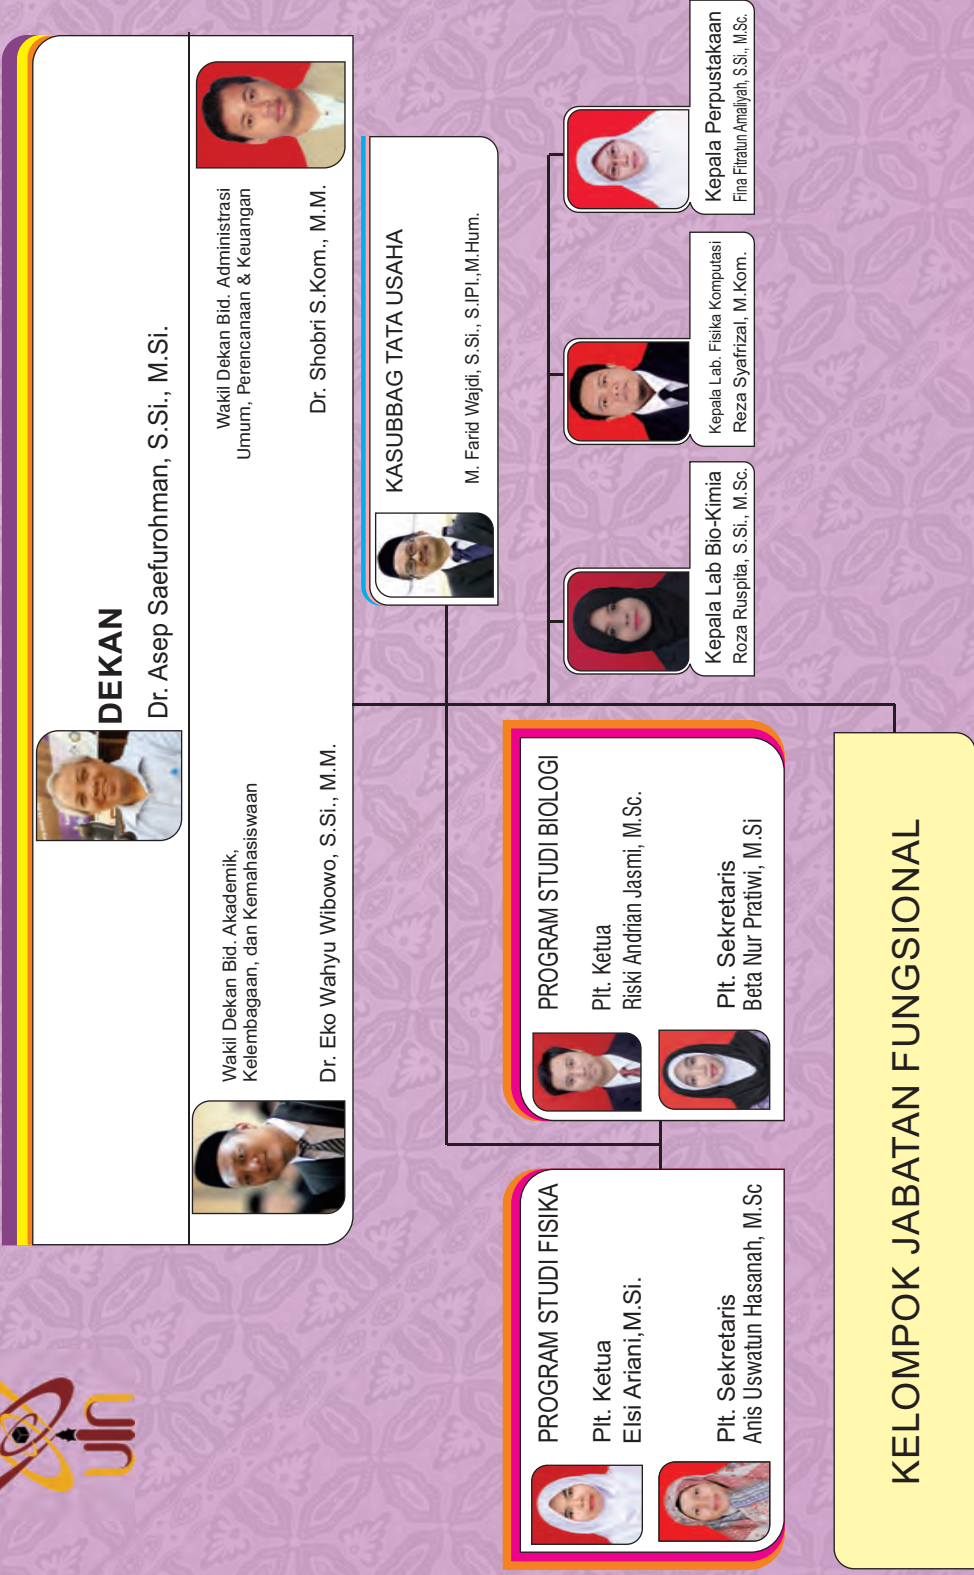 UIN
DEKAN
Dr. Asep Saefurohman, S.Si., M.Si.
Wakil Dekan Bid. Akademik,
Kelembagaan, dan Kemahasiswaan
Dr. Eko Wahyu Wibowo, S.Si., M.M.
Wakil Dekan Bid. Administrasi
Umum, Perencanaan & Keuangan
Dr. Shobri S.Kom., M.M.
KASUBBAG TATA USAHA
M. Farid Wajdi, S.Si., S.IPI.,M.Hum.
PROGRAM STUDI FISIKA
Plt. Ketua
Elsi Ariani,M.Si.
Plt. Sekretaris
Anis Uswatun Hasanah, M.Sc
PROGRAM STUDI BIOLOGI
Plt. Ketua
Riski Andrian Jasmi, M.Sc.
Plt. Sekretaris
Beta Nur Pratiwi, M.Si
Kepala Lab Bio-Kimia
Roza Ruspita, S.Si., M.Sc.
Kepala Lab. Fisika Komputasi
Reza Syafrizal, M.Kom.
Kepala Perpustakaan
Fina Fitratun Amaliyah, S.Si., M.Sc.
KELOMPOK JABATAN FUNGSIONAL